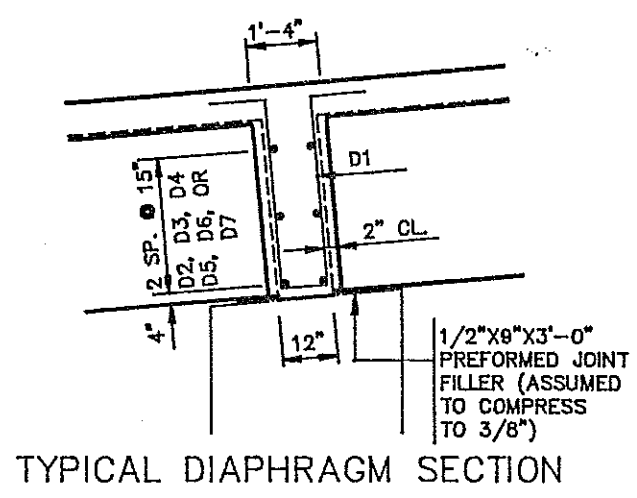 1'-4"
D1
2 SP. @ 15"
D2, D3, D4
D5, D6, OR
D7
2" CL.
4"
12"
1/2"X9"X3'-0"
PREFORMED JOINT
FILLER (ASSUMED
TO COMPRESS
TO 3/8")
TYPICAL DIAPHRAGM SECTION